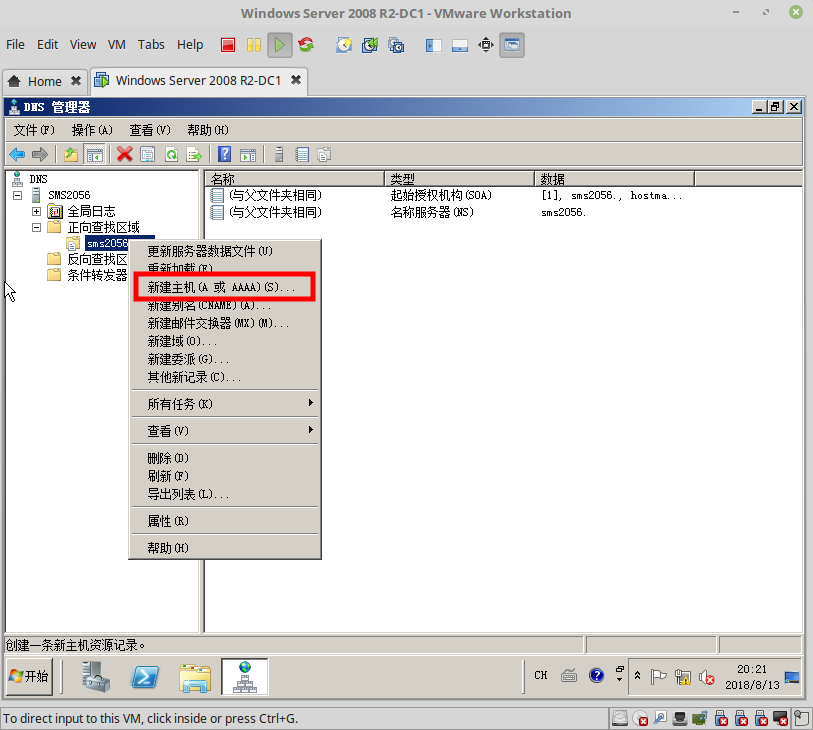 Windows Server 2008 R2-DC1 - VMware Workstation
File Edit View VM Tabs Help
Home Windows Server 2008 R2-DC1
DNS 管理器
文件(F) 操作(A) 查看(V) 帮助(H)
DNS
SMS2056
全局日志
正向查找区域
sms2056
反向查找区
条件转发器
名称 类型 数据
(与父文件夹相同) 起始授权机构(SOA) [1], sms2056., hostma...
(与父文件夹相同) 名称服务器(NS) sms2056.
更新服务器数据文件(U)
重新加载(E)
新建主机(A 或 AAAA)(S)...
新建别名(CNAME)(A)...
新建邮件交换器(MX)(M)...
新建域(O)...
新建委派(G)...
其他新记录(C)...
所有任务(K)
查看(V)
删除(D)
刷新(F)
导出列表(L)...
属性(R)
帮助(H)
创建一条新主机资源记录。
开始
CH
20:21
2018/8/13
To direct input to this VM, click inside or press Ctrl+G.